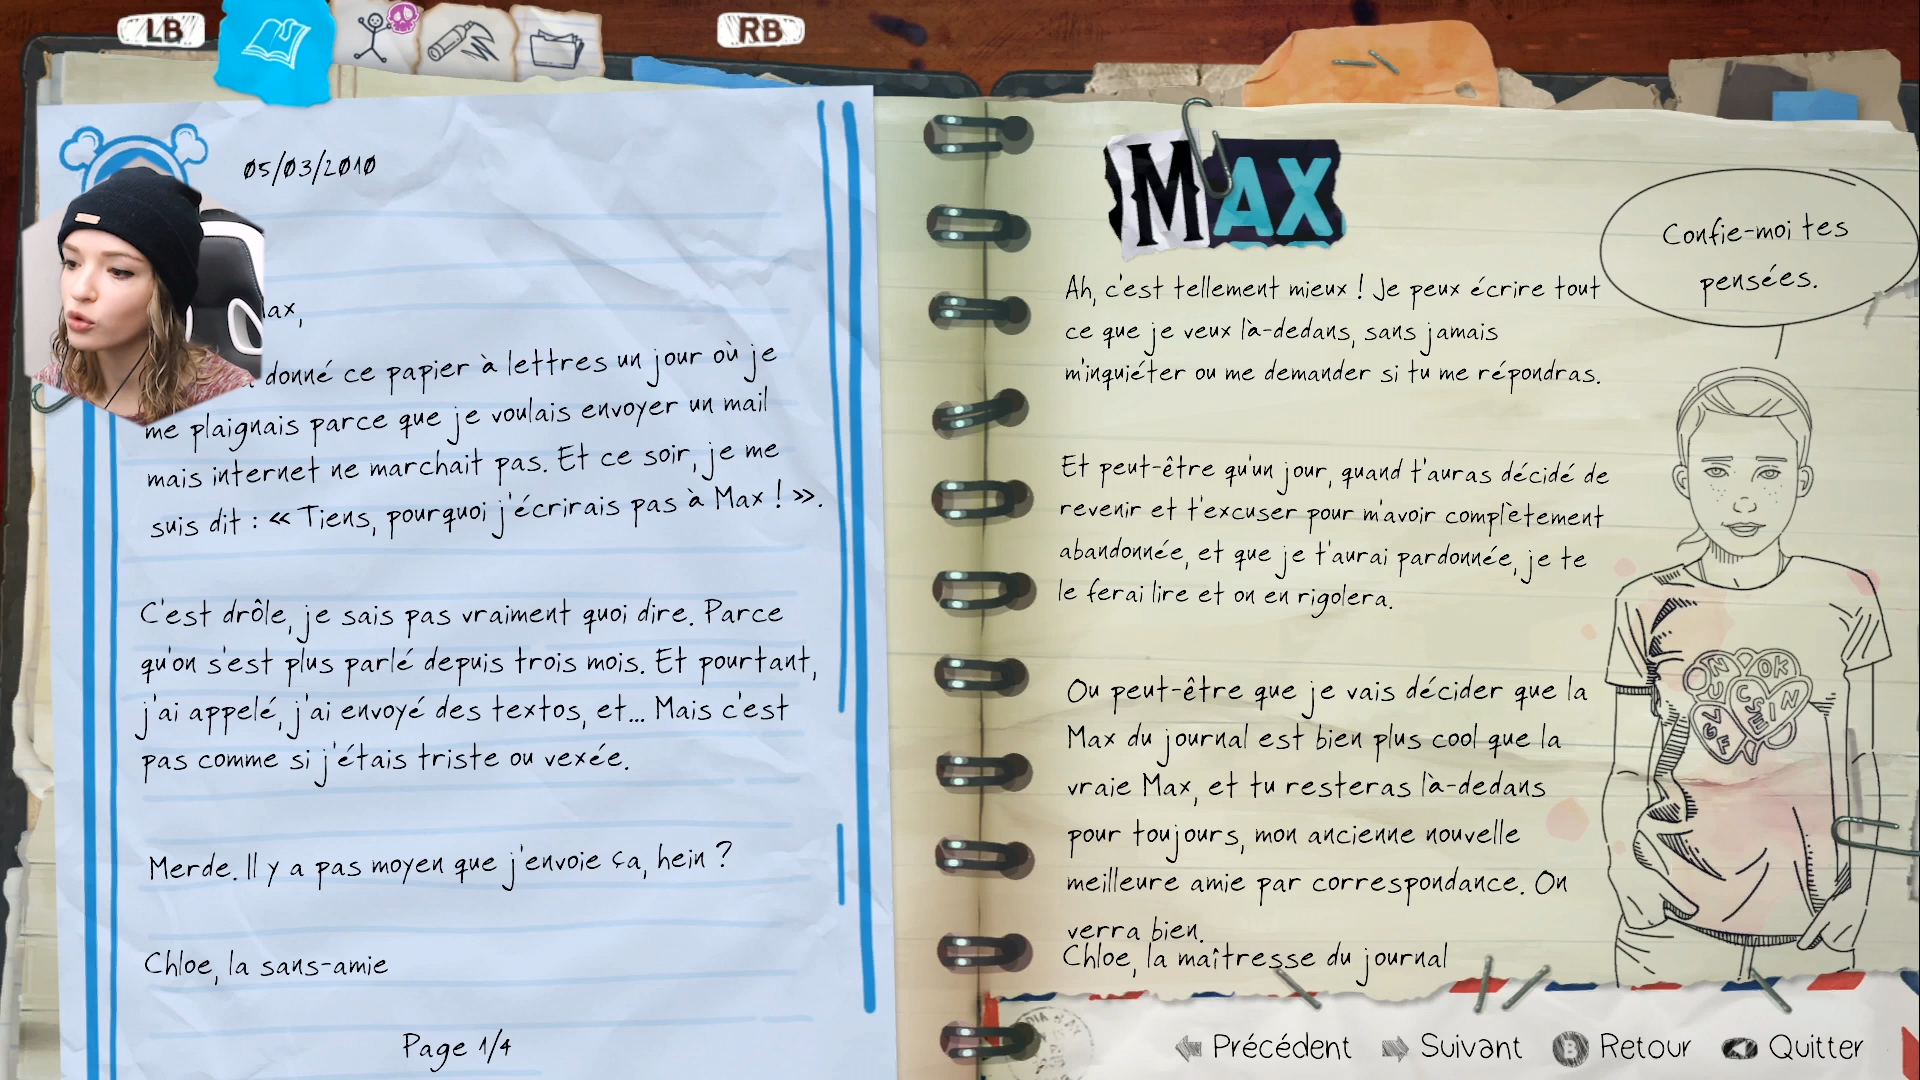 LB
RB
05/03/2010
ax,
donné ce papier à lettres un jour où je
me plaignais parce que je voulais envoyer un mail
mais internet ne marchait pas. Et ce soir, je me
suis dit : « Tiens, pourquoi j'écrirais pas à Max ! ».
C'est drôle, je sais pas vraiment quoi dire. Parce
qu'on s'est plus parlé depuis trois mois. Et pourtant,
j'ai appelé, j'ai envoyé des textos, et... Mais c'est
pas comme si j'étais triste ou vexée.
Merde. Il y a pas moyen que j'envoie ça, hein ?
Chloe, la sans-amie
Page 1/4
MAX
Confie-moi tes
pensées.
Ah, c'est tellement mieux ! Je peux écrire tout
ce que je veux là-dedans, sans jamais
m'inquiéter ou me demander si tu me répondras.
Et peut-être qu'un jour, quand t'auras décidé de
revenir et t'excuser pour m'avoir complètement
abandonnée, et que je t'aurai pardonnée, je te
le ferai lire et on en rigolera.
Ou peut-être que je vais décider que la
Max du journal est bien plus cool que la
vraie Max, et tu resteras là-dedans
pour toujours, mon ancienne nouvelle
meilleure amie par correspondance. On
verra bien.
Chloe, la maîtresse du journal
Précédent
Suivant
B Retour
Quitter